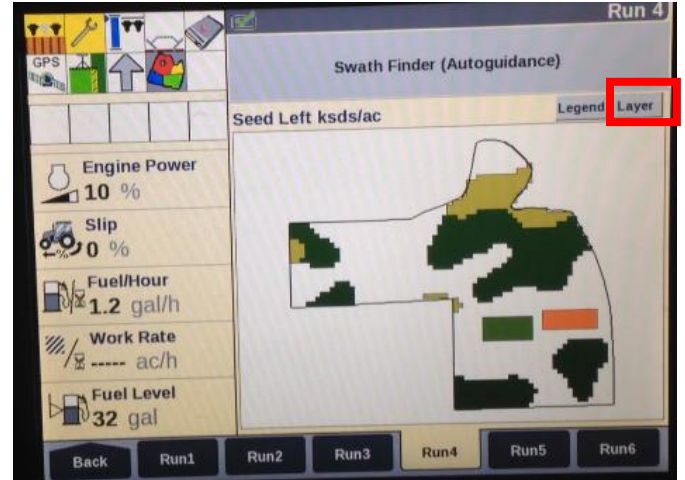 Run 4
GPS
Swath Finder (Autoguidance)
Seed Left ksds/ac
Legend
Layer
Engine Power
10 %
Slip
0 %
Fuel/Hour
1.2 gal/h
Work Rate
----- ac/h
Fuel Level
32 gal
Back
Run1
Run2
Run3
Run4
Run5
Run6